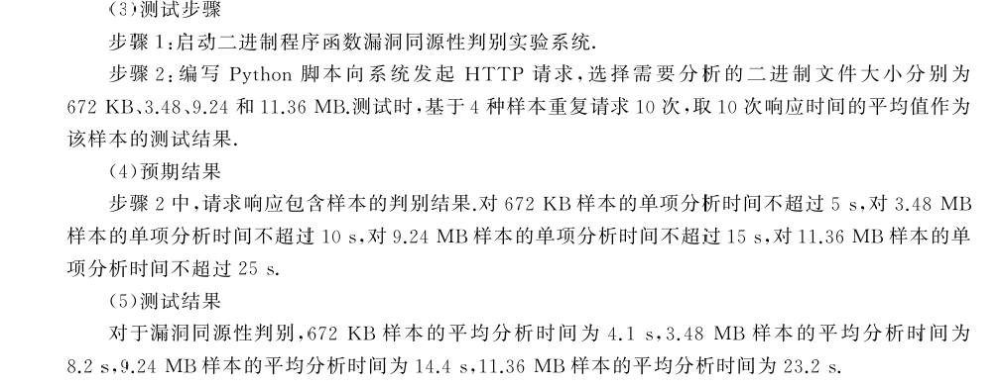 (3)测试步骤
步骤 1:启动二进制程序函数漏洞同源性判别实验系统.
步骤 2:编写 Python 脚本向系统发起 HTTP 请求,选择需要分析的二进制文件大小分别为
672 KB、3.48、9.24 和 11.36 MB.测试时,基于 4 种样本重复请求 10 次,取 10 次响应时间的平均值作为
该样本的测试结果.
(4)预期结果
步骤 2 中,请求响应包含样本的判别结果.对 672 KB 样本的单项分析时间不超过 5 s,对 3.48 MB
样本的单项分析时间不超过 10 s,对 9.24 MB 样本的单项分析时间不超过 15 s,对 11.36 MB 样本的单
项分析时间不超过 25 s.
(5)测试结果
对于漏洞同源性判别,672 KB 样本的平均分析时间为 4.1 s,3.48 MB 样本的平均分析时间为
8.2 s,9.24 MB 样本的平均分析时间为 14.4 s,11.36 MB 样本的平均分析时间为 23.2 s.